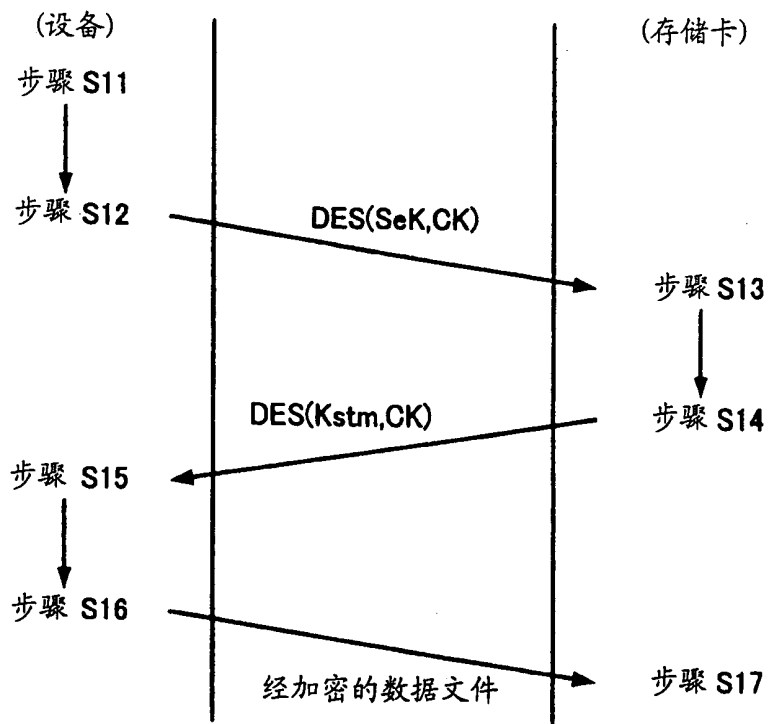 (设备)
(存储卡)
步骤 S11
步骤 S12
DES(SeK,CK)
步骤 S13
DES(Kstm,CK)
步骤 S14
步骤 S15
步骤 S16
经加密的数据文件
步骤 S17